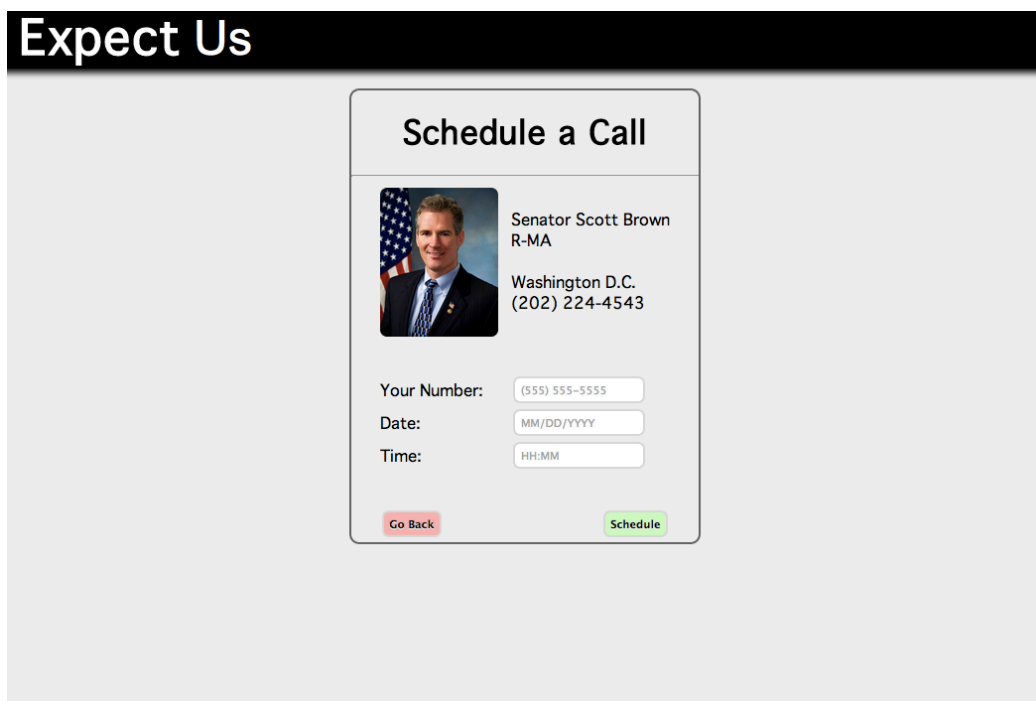 Expect Us
Schedule a Call
Senator Scott Brown
R-MA
Washington D.C.
(202) 224-4543
Your Number: (555) 555-5555
Date: MM/DD/YYYY
Time: HH:MM
Go Back Schedule